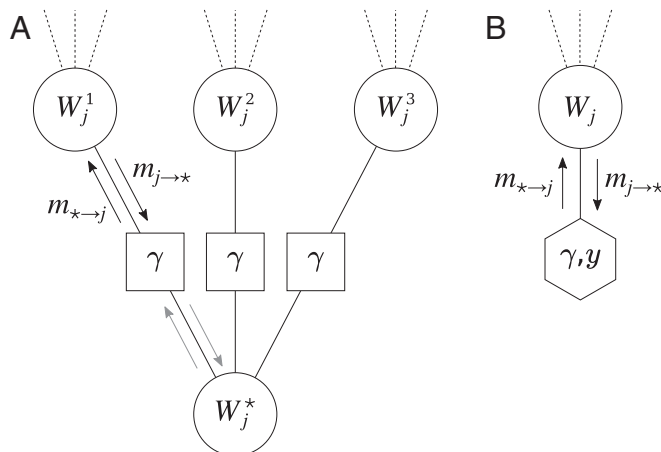 A
B
W_j^1
W_j^2
W_j^3
W_j
m_{j→⋆}
m_{⋆→j}
m_{⋆→j}
m_{j→⋆}
γ
γ
γ
γ,y
W_j^⋆